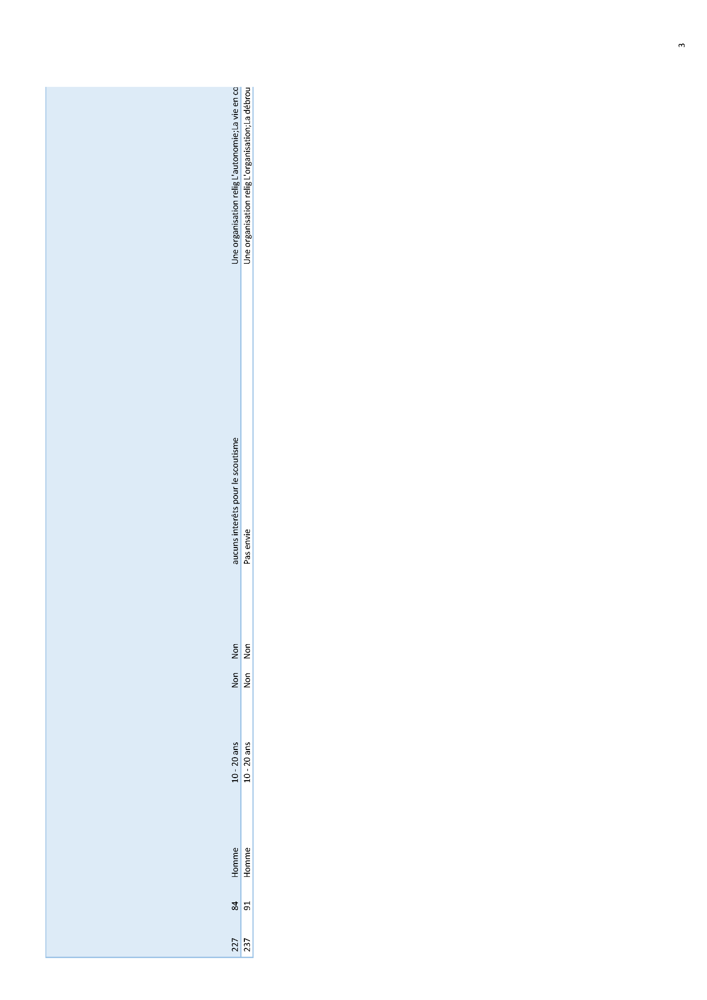 3
227 84 Homme 10 - 20 ans Non Non aucuns interêts pour le scoutisme Une organisation relig L'autonomie;La vie en co
237 91 Homme 10 - 20 ans Non Non Pas envie Une organisation relig L'organisation;La débrou